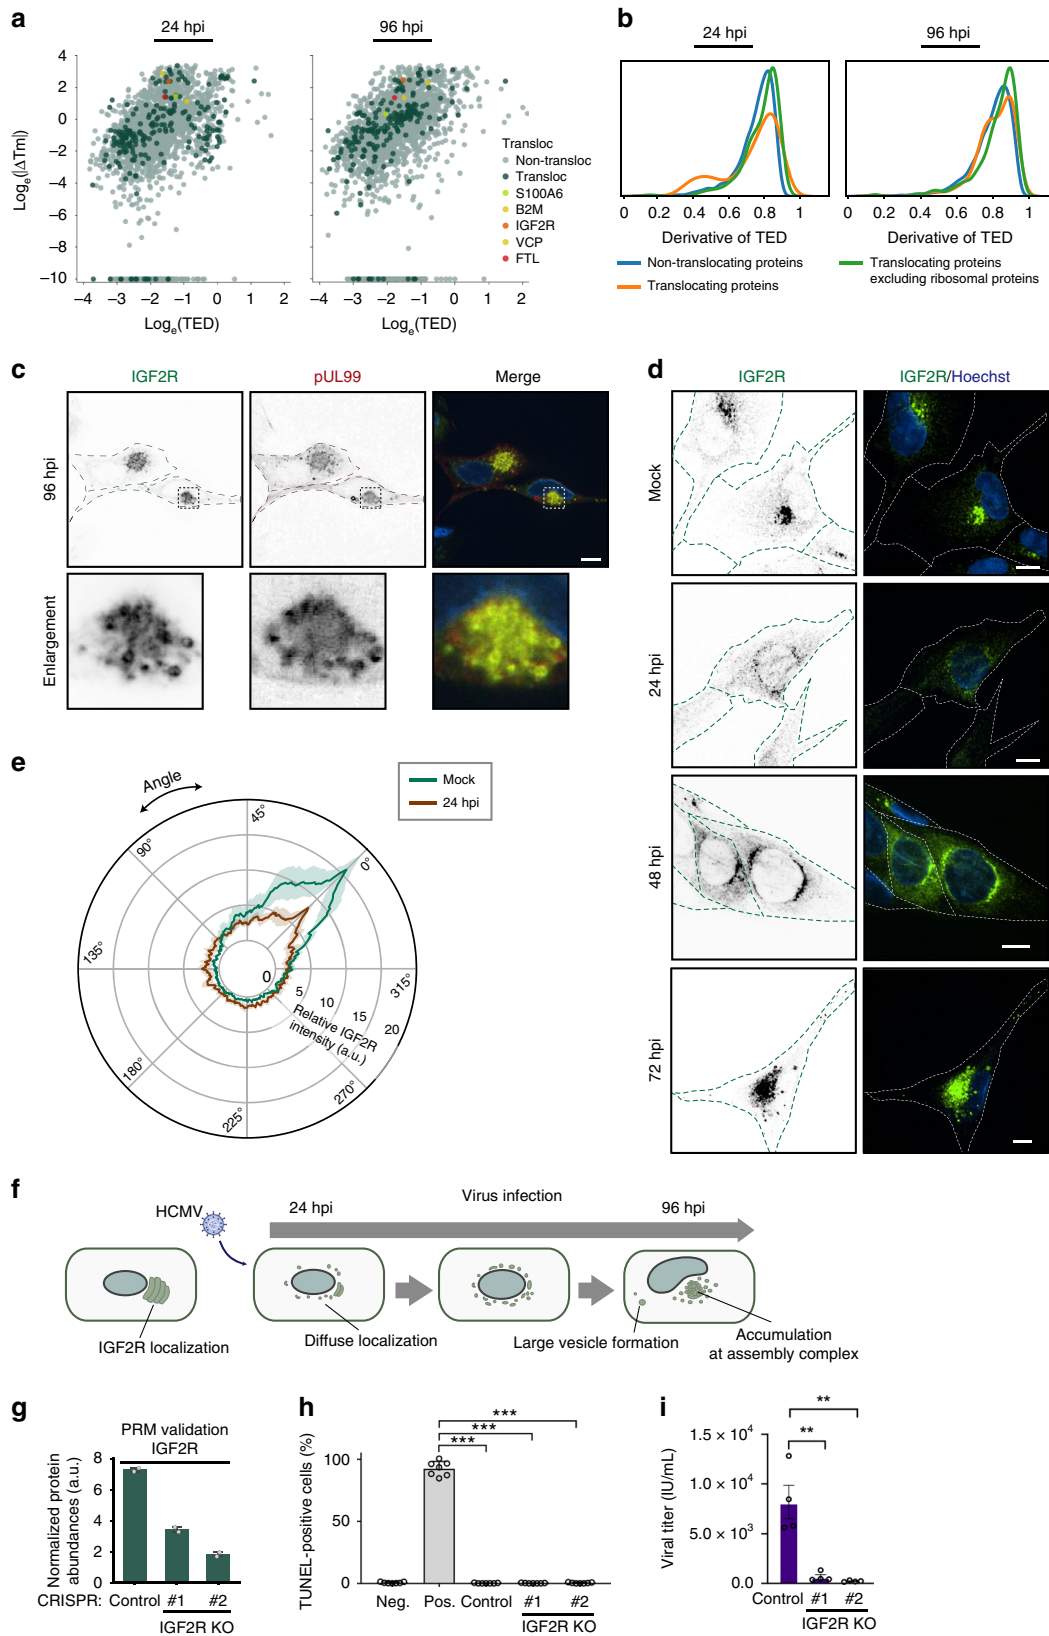 a
24 hpi
96 hpi
4
2
0
−2
−4
−6
−8
−10
Logₑ(|ΔTm|)
−4 −3 −2 −1 0 1 2
−4 −3 −2 −1 0 1 2
Logₑ(TED)
Logₑ(TED)
Transloc
Non-transloc
Transloc
S100A6
B2M
IGF2R
VCP
FTL
b
24 hpi
96 hpi
0 0.2 0.4 0.6 0.8 1
0 0.2 0.4 0.6 0.8 1
Derivative of TED
Derivative of TED
Non-translocating proteins
Translocating proteins
Translocating proteins
excluding ribosomal proteins
c
IGF2R
pUL99
Merge
96 hpi
Enlargement
d
IGF2R
IGF2R/Hoechst
Mock
24 hpi
48 hpi
72 hpi
e
Angle
Mock
24 hpi
0°
45°
90°
135°
180°
225°
270°
315°
0
5
10
15
20
Relative IGF2R
intensity (a.u.)
f
HCMV
24 hpi
Virus infection
96 hpi
IGF2R localization
Diffuse localization
Large vesicle formation
Accumulation
at assembly complex
g
PRM validation
IGF2R
Normalized protein
abundances (a.u.)
8
6
4
2
0
CRISPR: Control #1 #2
IGF2R KO
h
TUNEL-positive cells (%)
100
50
0
***
***
***
Neg. Pos. Control #1 #2
IGF2R KO
i
Viral titer (IU/mL)
1.5 × 10⁴
1.0 × 10⁴
5.0 × 10³
0.0
**
**
Control #1 #2
IGF2R KO